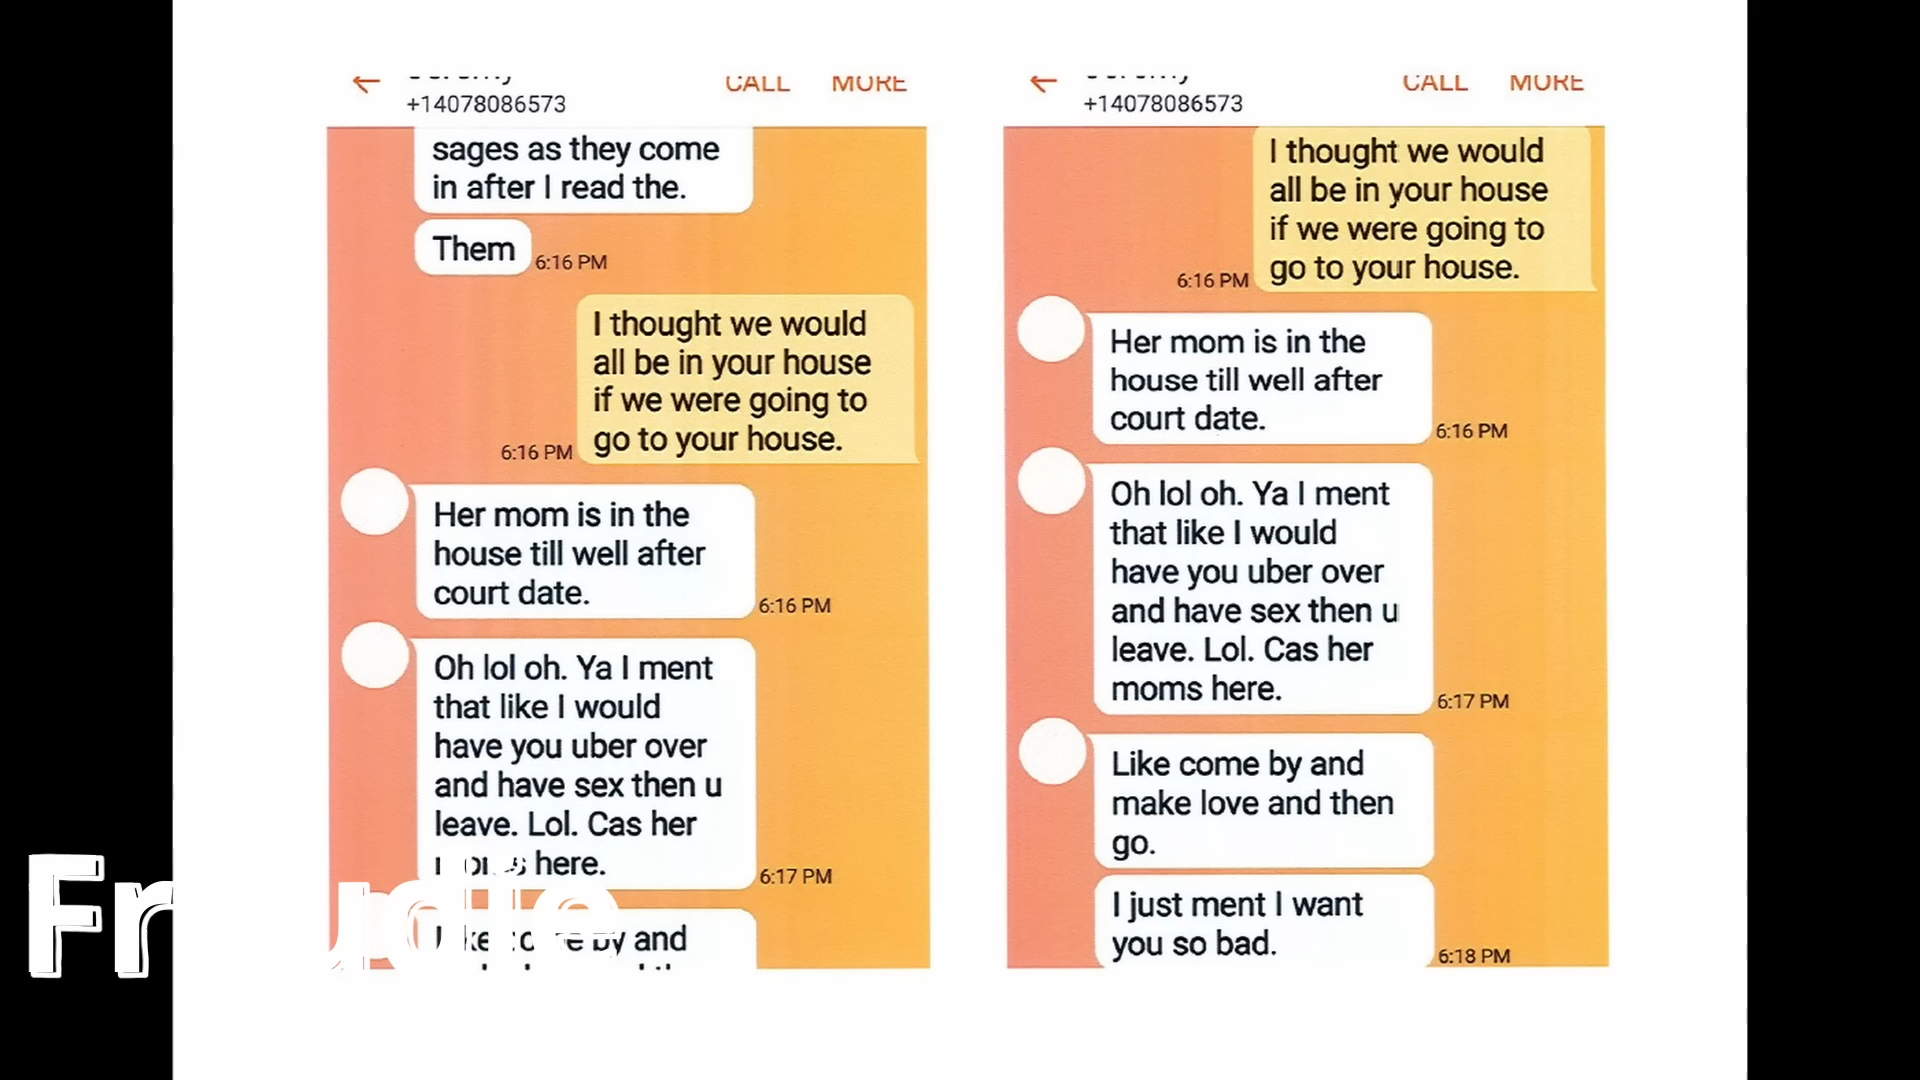 CALL MORE
+14078086573
sages as they come
in after I read the.
Them
6:16 PM
I thought we would
all be in your house
if we were going to
go to your house.
6:16 PM
Her mom is in the
house till well after
court date.
6:16 PM
Oh lol oh. Ya I ment
that like I would
have you uber over
and have sex then u
leave. Lol. Cas her
moms here.
6:17 PM
by and
CALL MORE
+14078086573
I thought we would
all be in your house
if we were going to
go to your house.
6:16 PM
Her mom is in the
house till well after
court date.
6:16 PM
Oh lol oh. Ya I ment
that like I would
have you uber over
and have sex then u
leave. Lol. Cas her
moms here.
6:17 PM
Like come by and
make love and then
go.
I just ment I want
you so bad.
6:18 PM